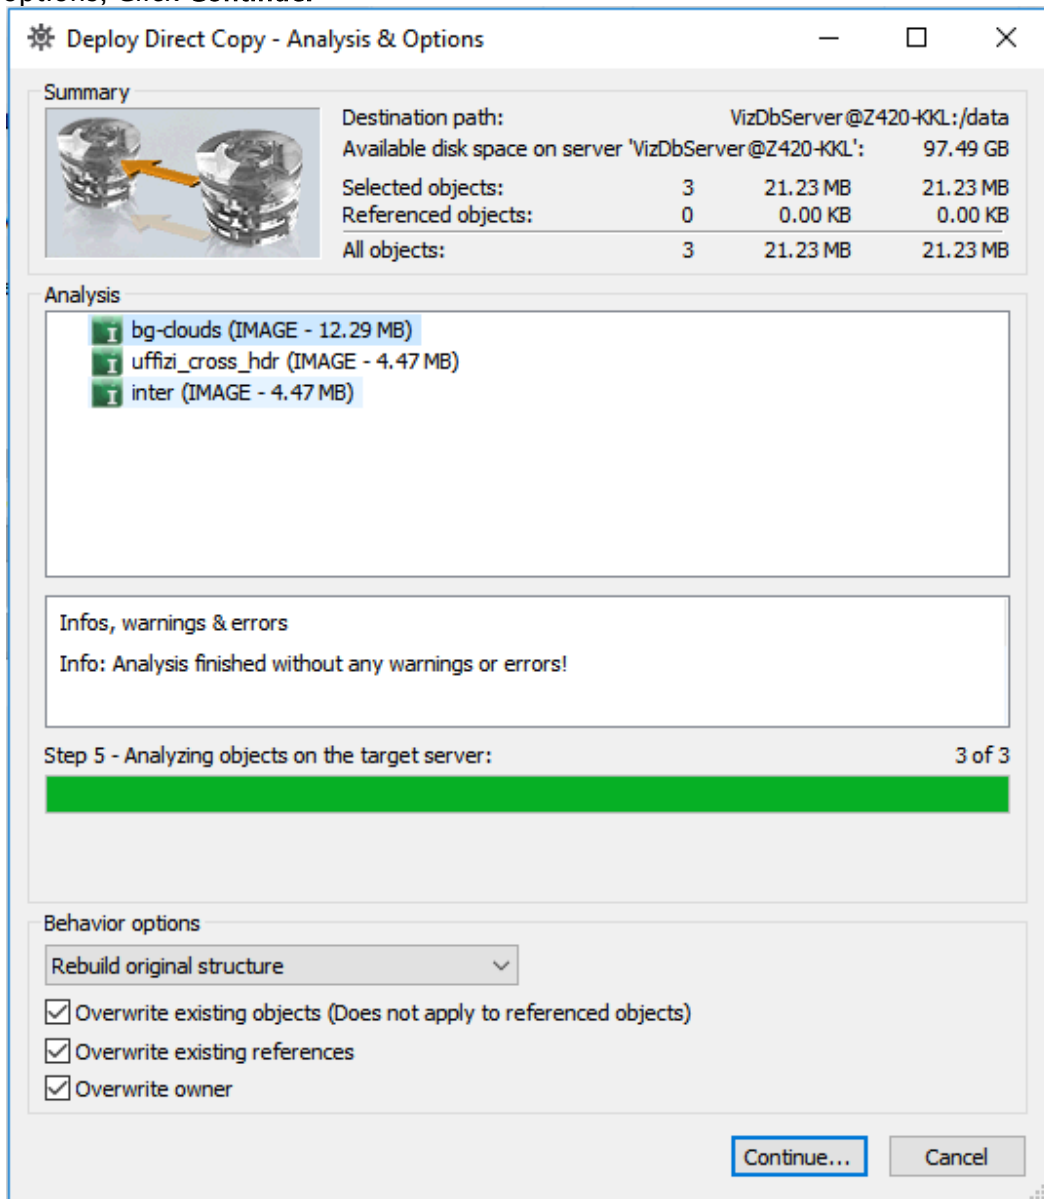 options, Click Continue.
Deploy Direct Copy - Analysis & Options
Summary
Destination path: VizDbServer@Z420-KKL:/data
Available disk space on server 'VizDbServer@Z420-KKL': 97.49 GB
Selected objects: 3 21.23 MB 21.23 MB
Referenced objects: 0 0.00 KB 0.00 KB
All objects: 3 21.23 MB 21.23 MB
Analysis
I bg-clouds (IMAGE - 12.29 MB)
I uffizi_cross_hdr (IMAGE - 4.47 MB)
I inter (IMAGE - 4.47 MB)
Infos, warnings & errors
Info: Analysis finished without any warnings or errors!
Step 5 - Analyzing objects on the target server: 3 of 3
Behavior options
Rebuild original structure
Overwrite existing objects (Does not apply to referenced objects)
Overwrite existing references
Overwrite owner
Continue... Cancel